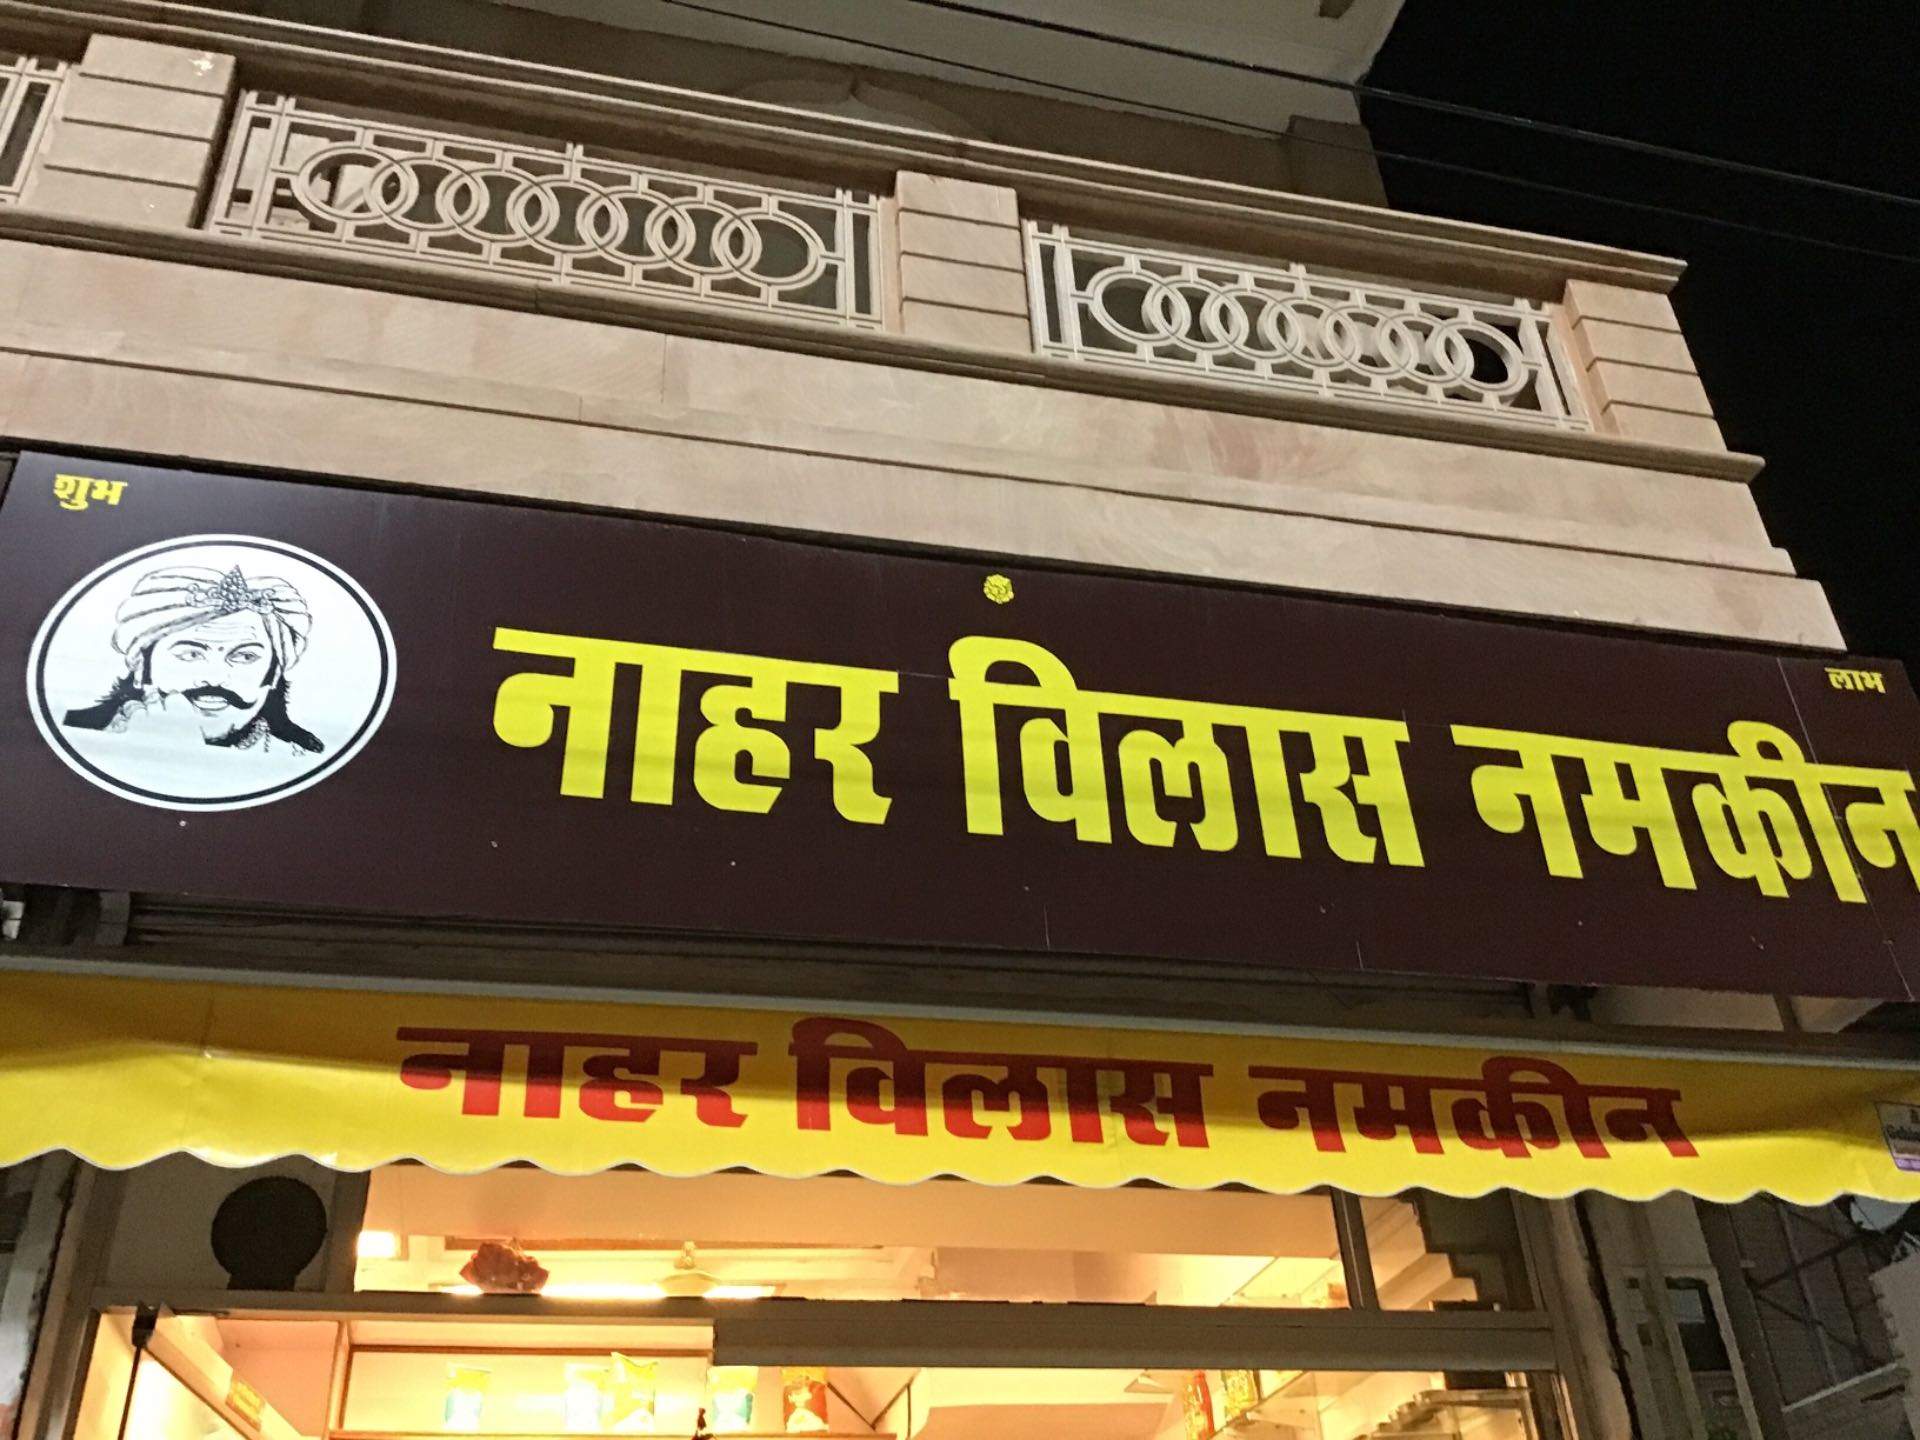 शुभ
लाभ
नाहर विलास नमकीन
नाहर विलास नमकीन